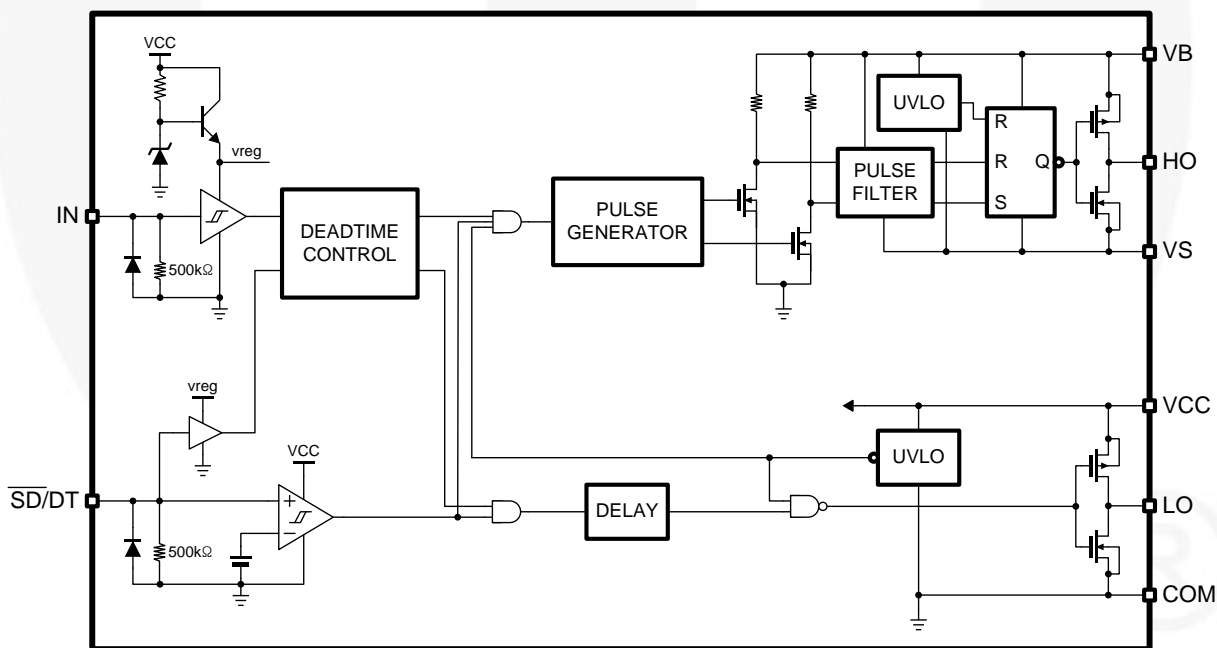 VCC
VB
UVLO
R
vreg
R
Q
HO
PULSE
FILTER
IN
PULSE
GENERATOR
S
DEADTIME
CONTROL
500kΩ
VS
vreg
VCC
UVLO
VCC
SD/DT
+
−
DELAY
LO
500kΩ
COM
®